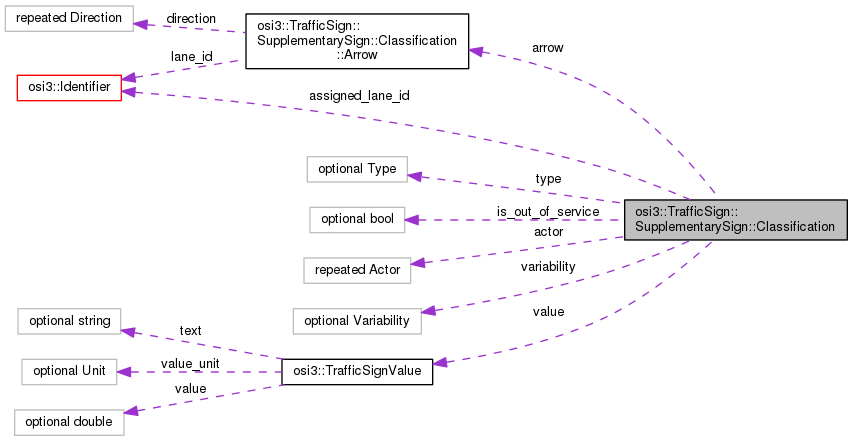 repeated Direction
direction
osi3::TrafficSign::
SupplementarySign::Classification
::Arrow
arrow
lane_id
osi3::Identifier
assigned_lane_id
optional Type
type
optional bool
is_out_of_service
osi3::TrafficSign::
SupplementarySign::Classification
actor
repeated Actor
variability
optional Variability
value
optional string
text
optional Unit
value_unit
osi3::TrafficSignValue
value
optional double